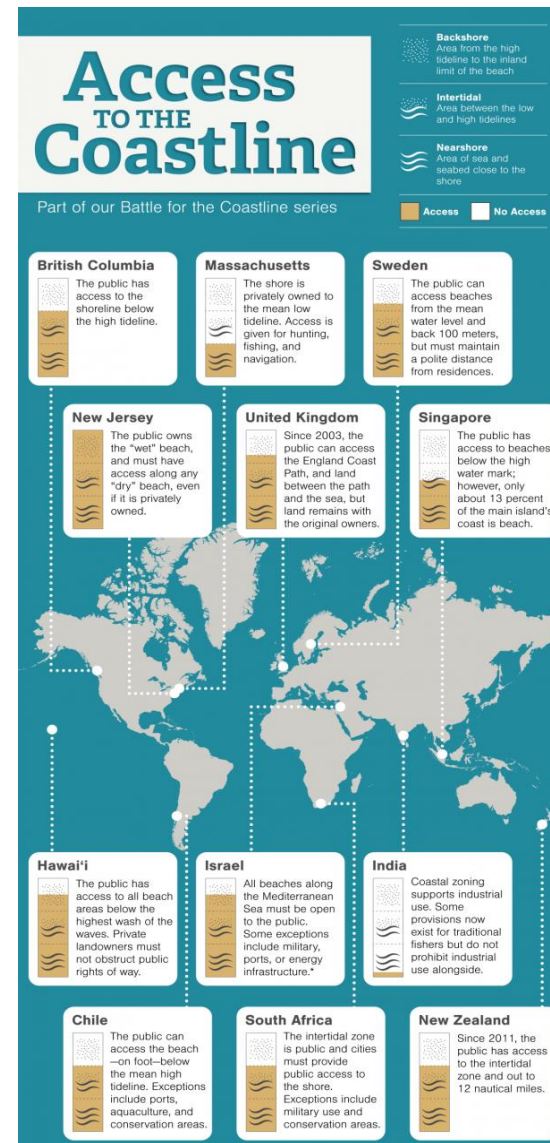 Access
TO THE
Coastline
Part of our Battle for the Coastline series
Backshore
Area from the high
tideline to the inland
limit of the beach
Intertidal
Area between the low
and high tidelines
Nearshore
Area of sea and
seabed close to the
shore
Access
No Access
British Columbia
The public has
access to the
shoreline below
the high tideline.
Massachusetts
The shore is
privately owned to
the mean low
tideline. Access is
given for hunting,
fishing, and
navigation.
Sweden
The public can
access beaches
from the mean
water level and
back 100 meters,
but must maintain
a polite distance
from residences.
New Jersey
The public owns
the “wet” beach,
and must have
access along any
“dry” beach, even
if it is privately
owned.
United Kingdom
Since 2003, the
public can access
the England Coast
Path, and land
between the path
and the sea, but
land remains with
the original owners.
Singapore
The public has
access to beaches
below the high
water mark;
however, only
about 13 percent
of the main island’s
coast is beach.
Hawai‘i
The public has
access to all beach
areas below the
highest wash of the
waves. Private
landowners must
not obstruct public
rights of way.
Israel
All beaches along
the Mediterranean
Sea must be open
to the public.
Some exceptions
include military,
ports, or energy
infrastructure.*
India
Coastal zoning
supports industrial
use. Some
provisions now
exist for traditional
fishers but do not
prohibit industrial
use alongside.
Chile
The public can
access the beach
—on foot—below
the mean high
tideline. Exceptions
include ports,
aquaculture, and
conservation areas.
South Africa
The intertidal zone
is public and cities
must provide
public access to
the shore.
Exceptions include
military use and
conservation areas.
New Zealand
Since 2011, the
public has access
to the intertidal
zone and out to
12 nautical miles.